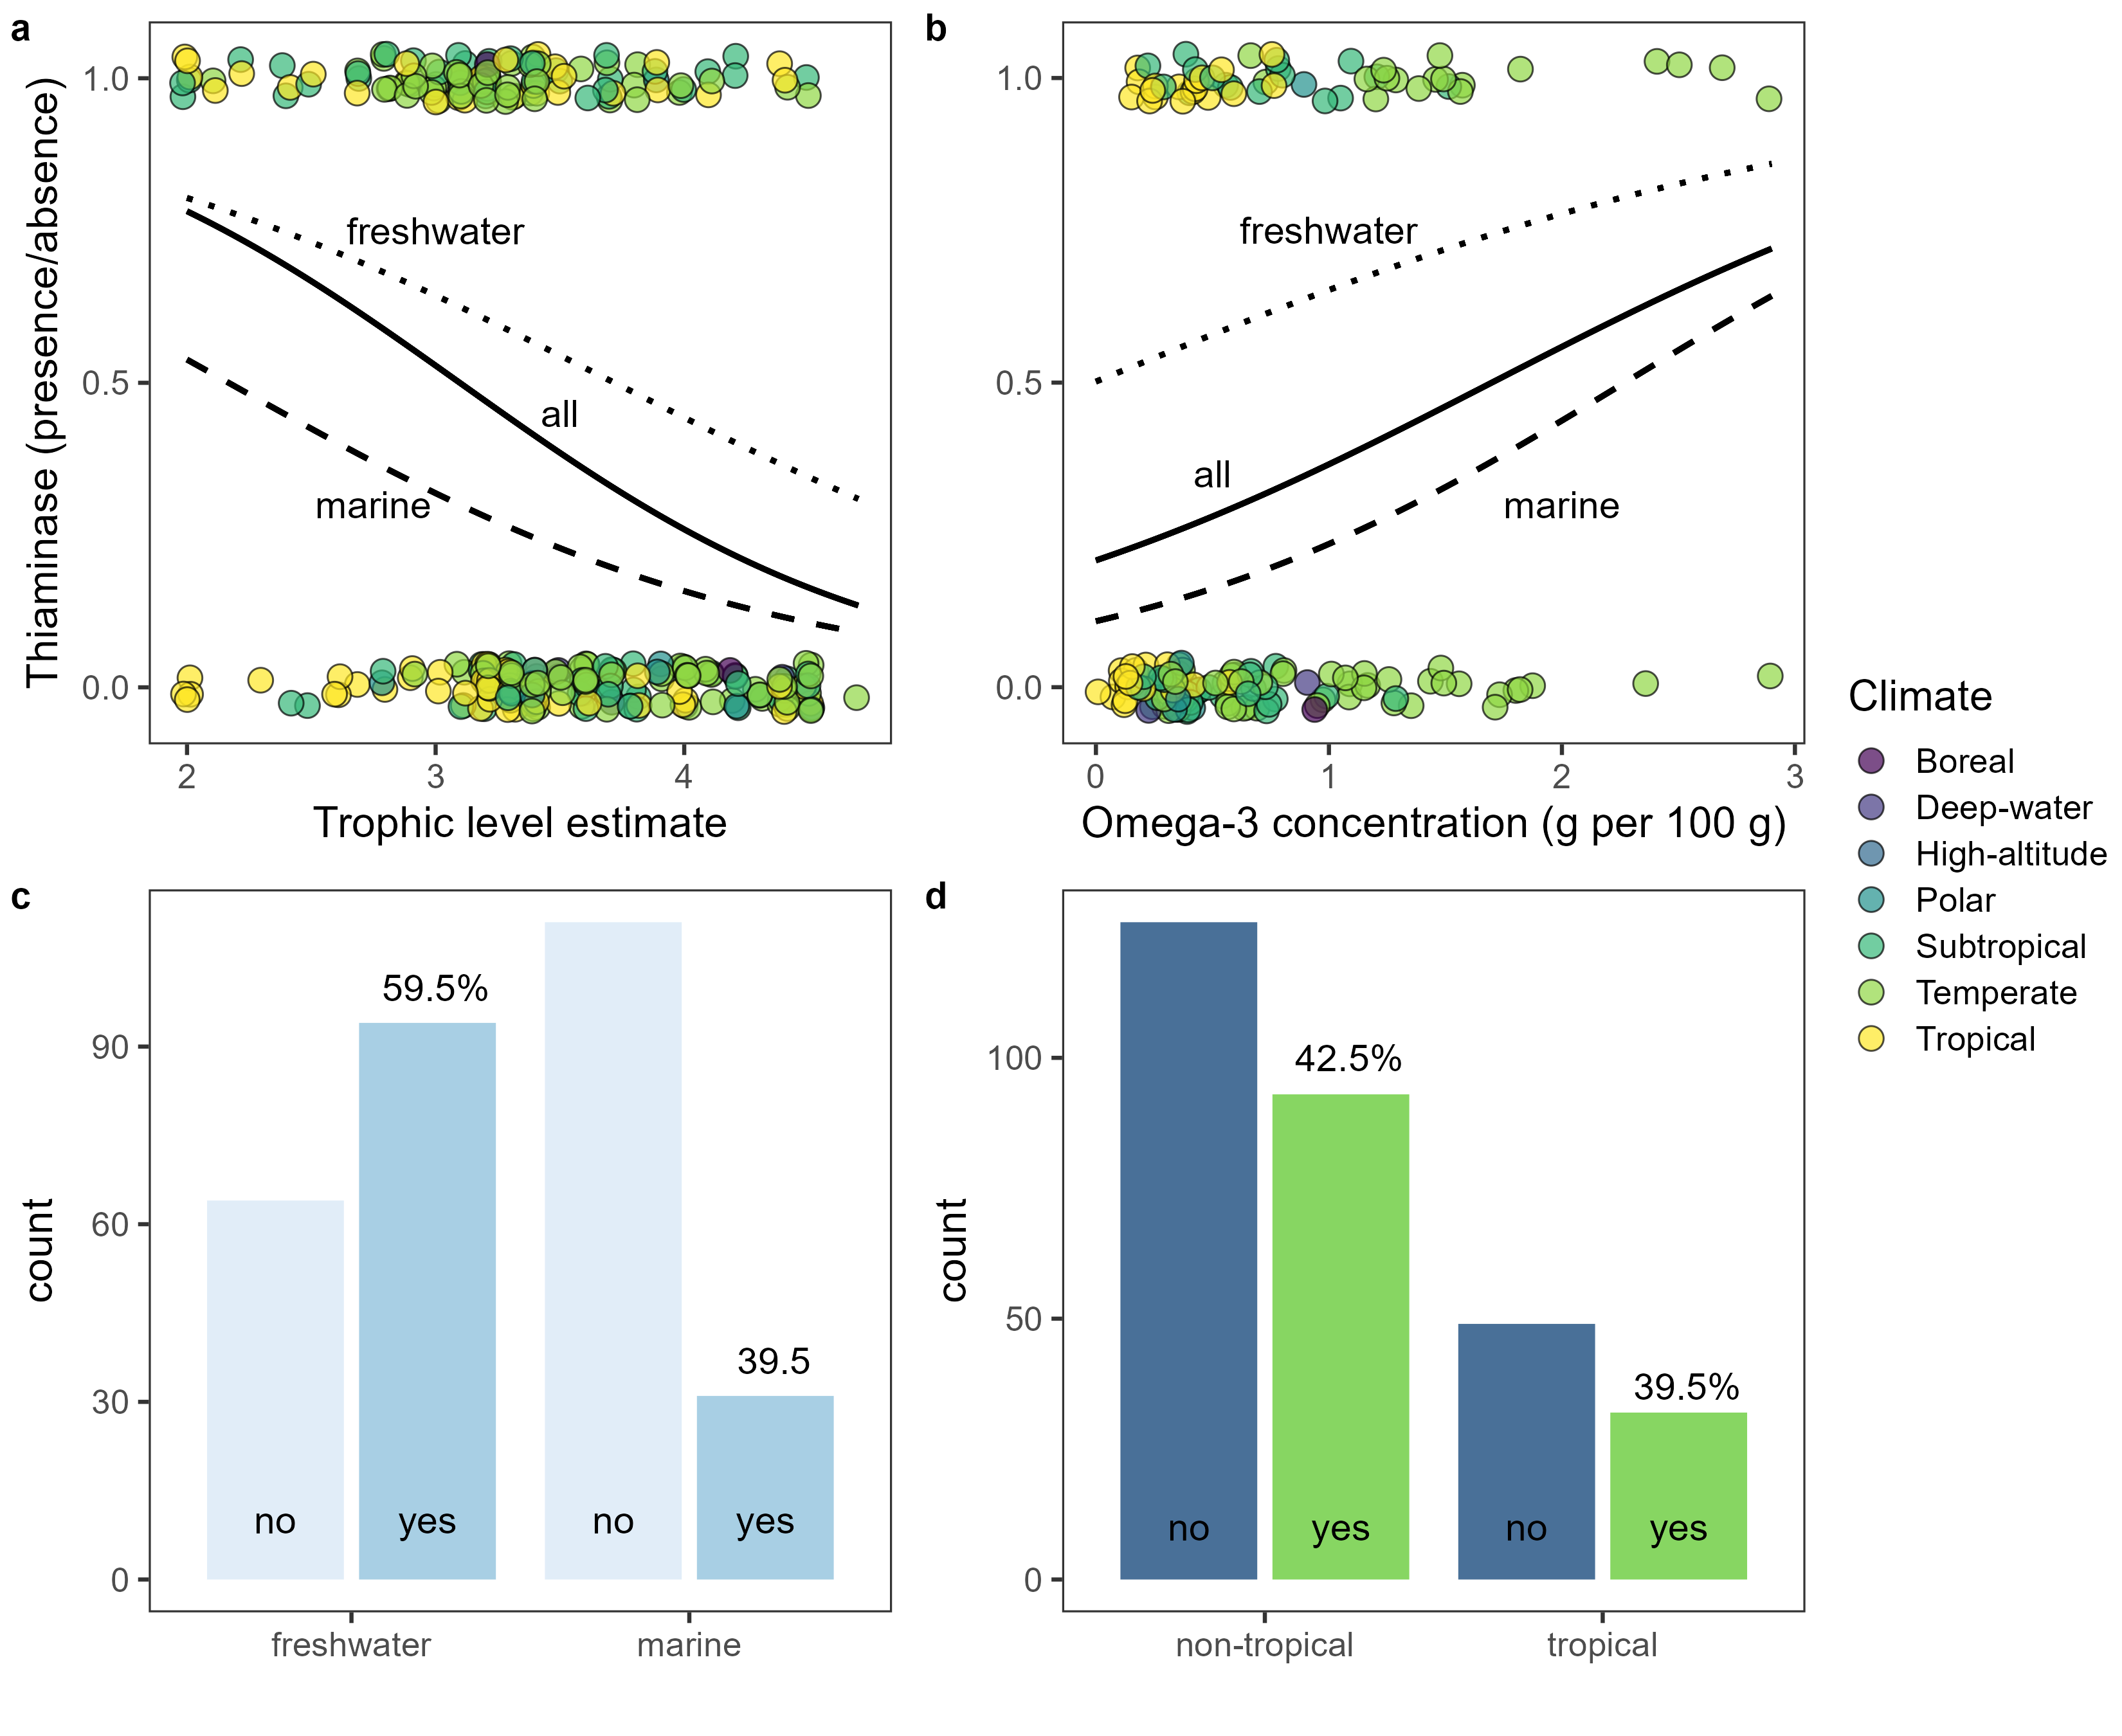 a
Thiaminase (presence/absence)
1.0
0.5
0.0
freshwater
all
marine
2
3
4
Trophic level estimate
b
1.0
0.5
0.0
freshwater
all
marine
0
1
2
3
Omega-3 concentration (g per 100 g)
Climate
Boreal
Deep-water
High-altitude
Polar
Subtropical
Temperate
Tropical
c
count
90
60
30
0
59.5%
39.5
no
yes
no
yes
freshwater
marine
d
count
100
50
0
42.5%
39.5%
no
yes
no
yes
non-tropical
tropical